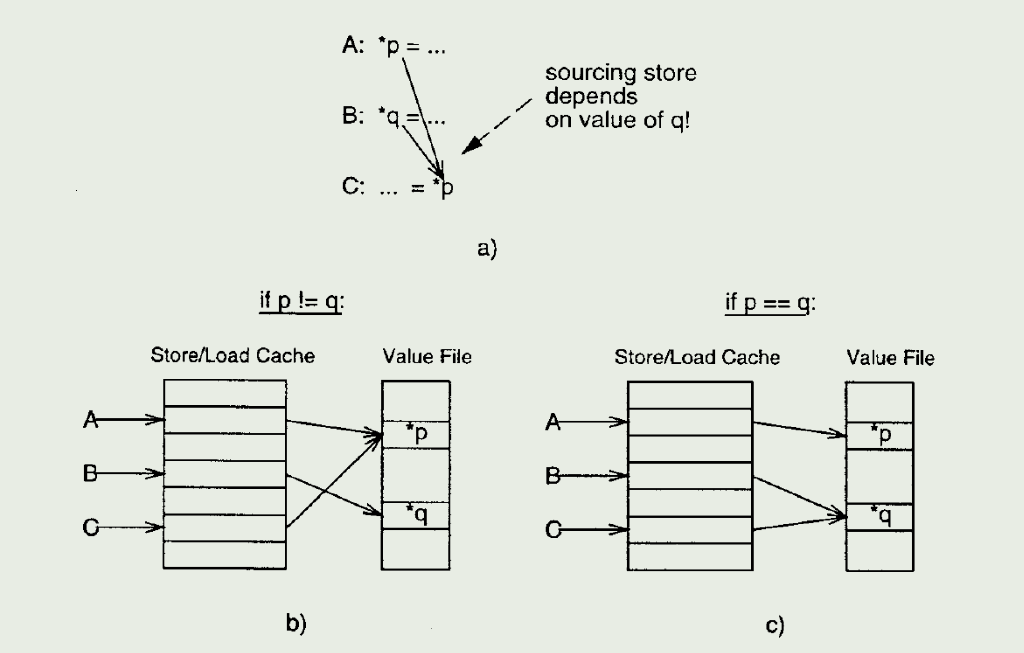 A: *p = ...
sourcing store
depends
on value of q!
B: *q = ...
C: ... = *p
a)
if p != q:
if p == q:
Store/Load Cache
Value File
Store/Load Cache
Value File
A
*p
A
*p
B
B
*q
*q
C
C
b)
c)